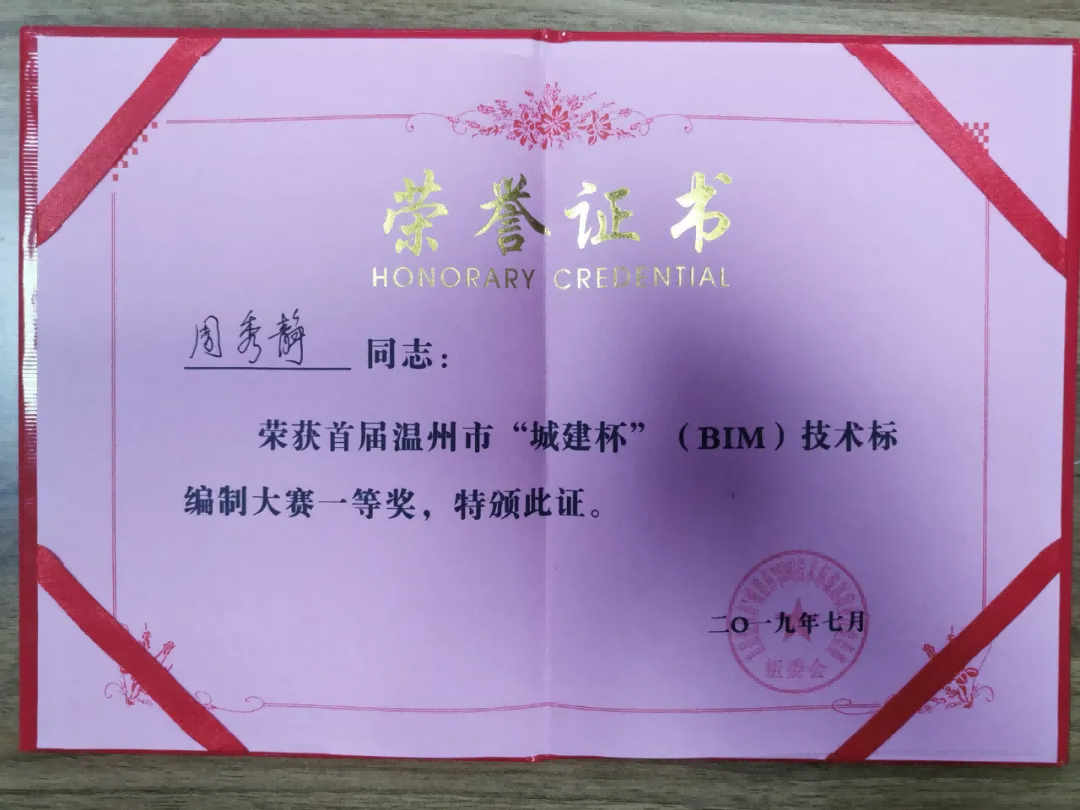 荣誉证书
HONORARY CREDENTIAL
周秀静 同志：
荣获首届温州市“城建杯”（BIM）技术标
编制大赛一等奖，特颁此证。
二〇一九年七月
组委会